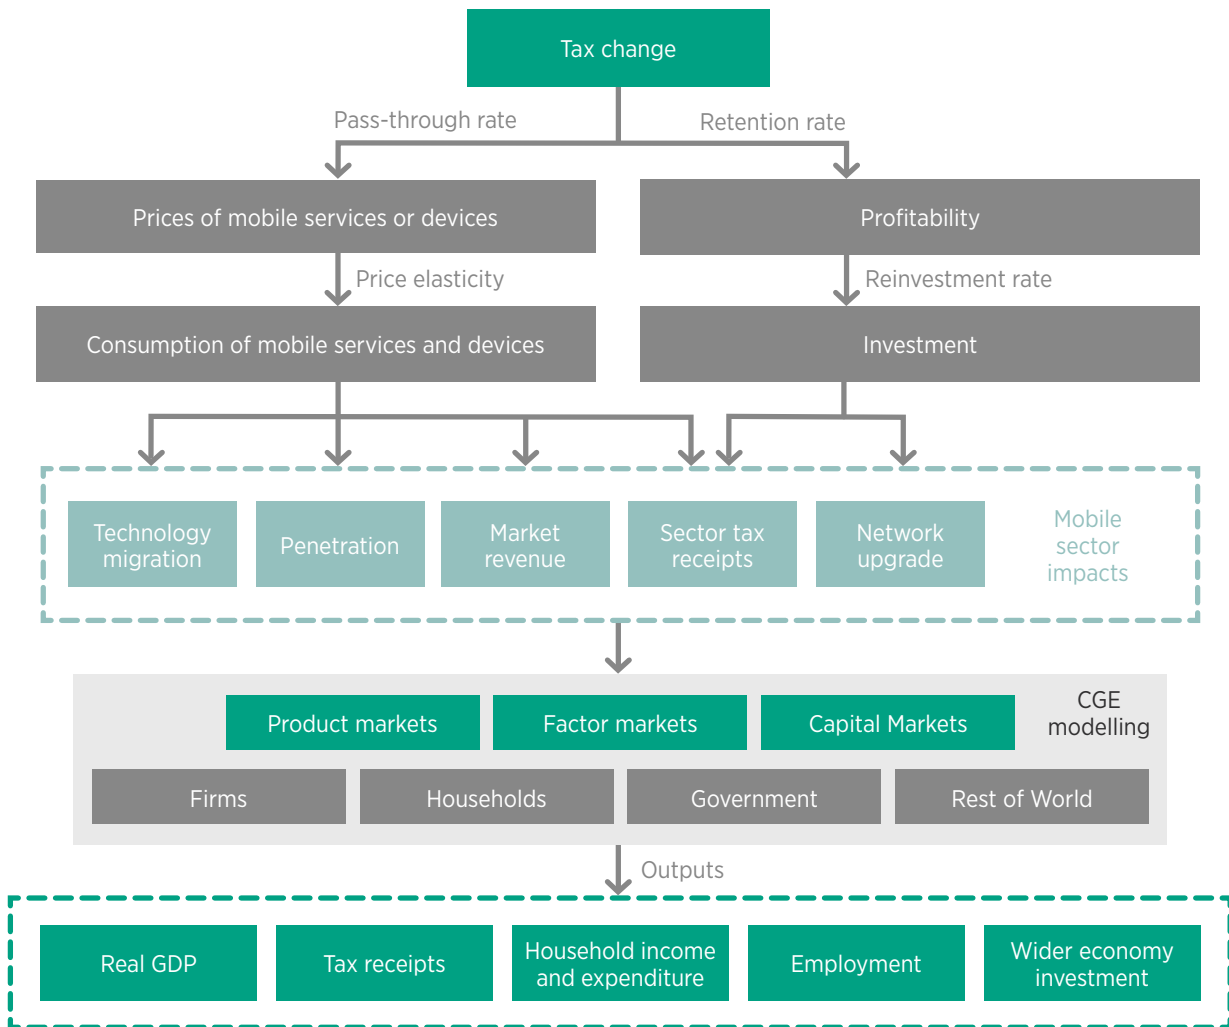 Tax change
Pass-through rate
Retention rate
Prices of mobile services or devices
Profitability
Price elasticity
Reinvestment rate
Consumption of mobile services and devices
Investment
Technology
migration
Penetration
Market
revenue
Sector tax
receipts
Network
upgrade
Mobile
sector
impacts
Product markets
Factor markets
Capital Markets
CGE
modelling
Firms
Households
Government
Rest of World
Outputs
Real GDP
Tax receipts
Household income
and expenditure
Employment
Wider economy
investment